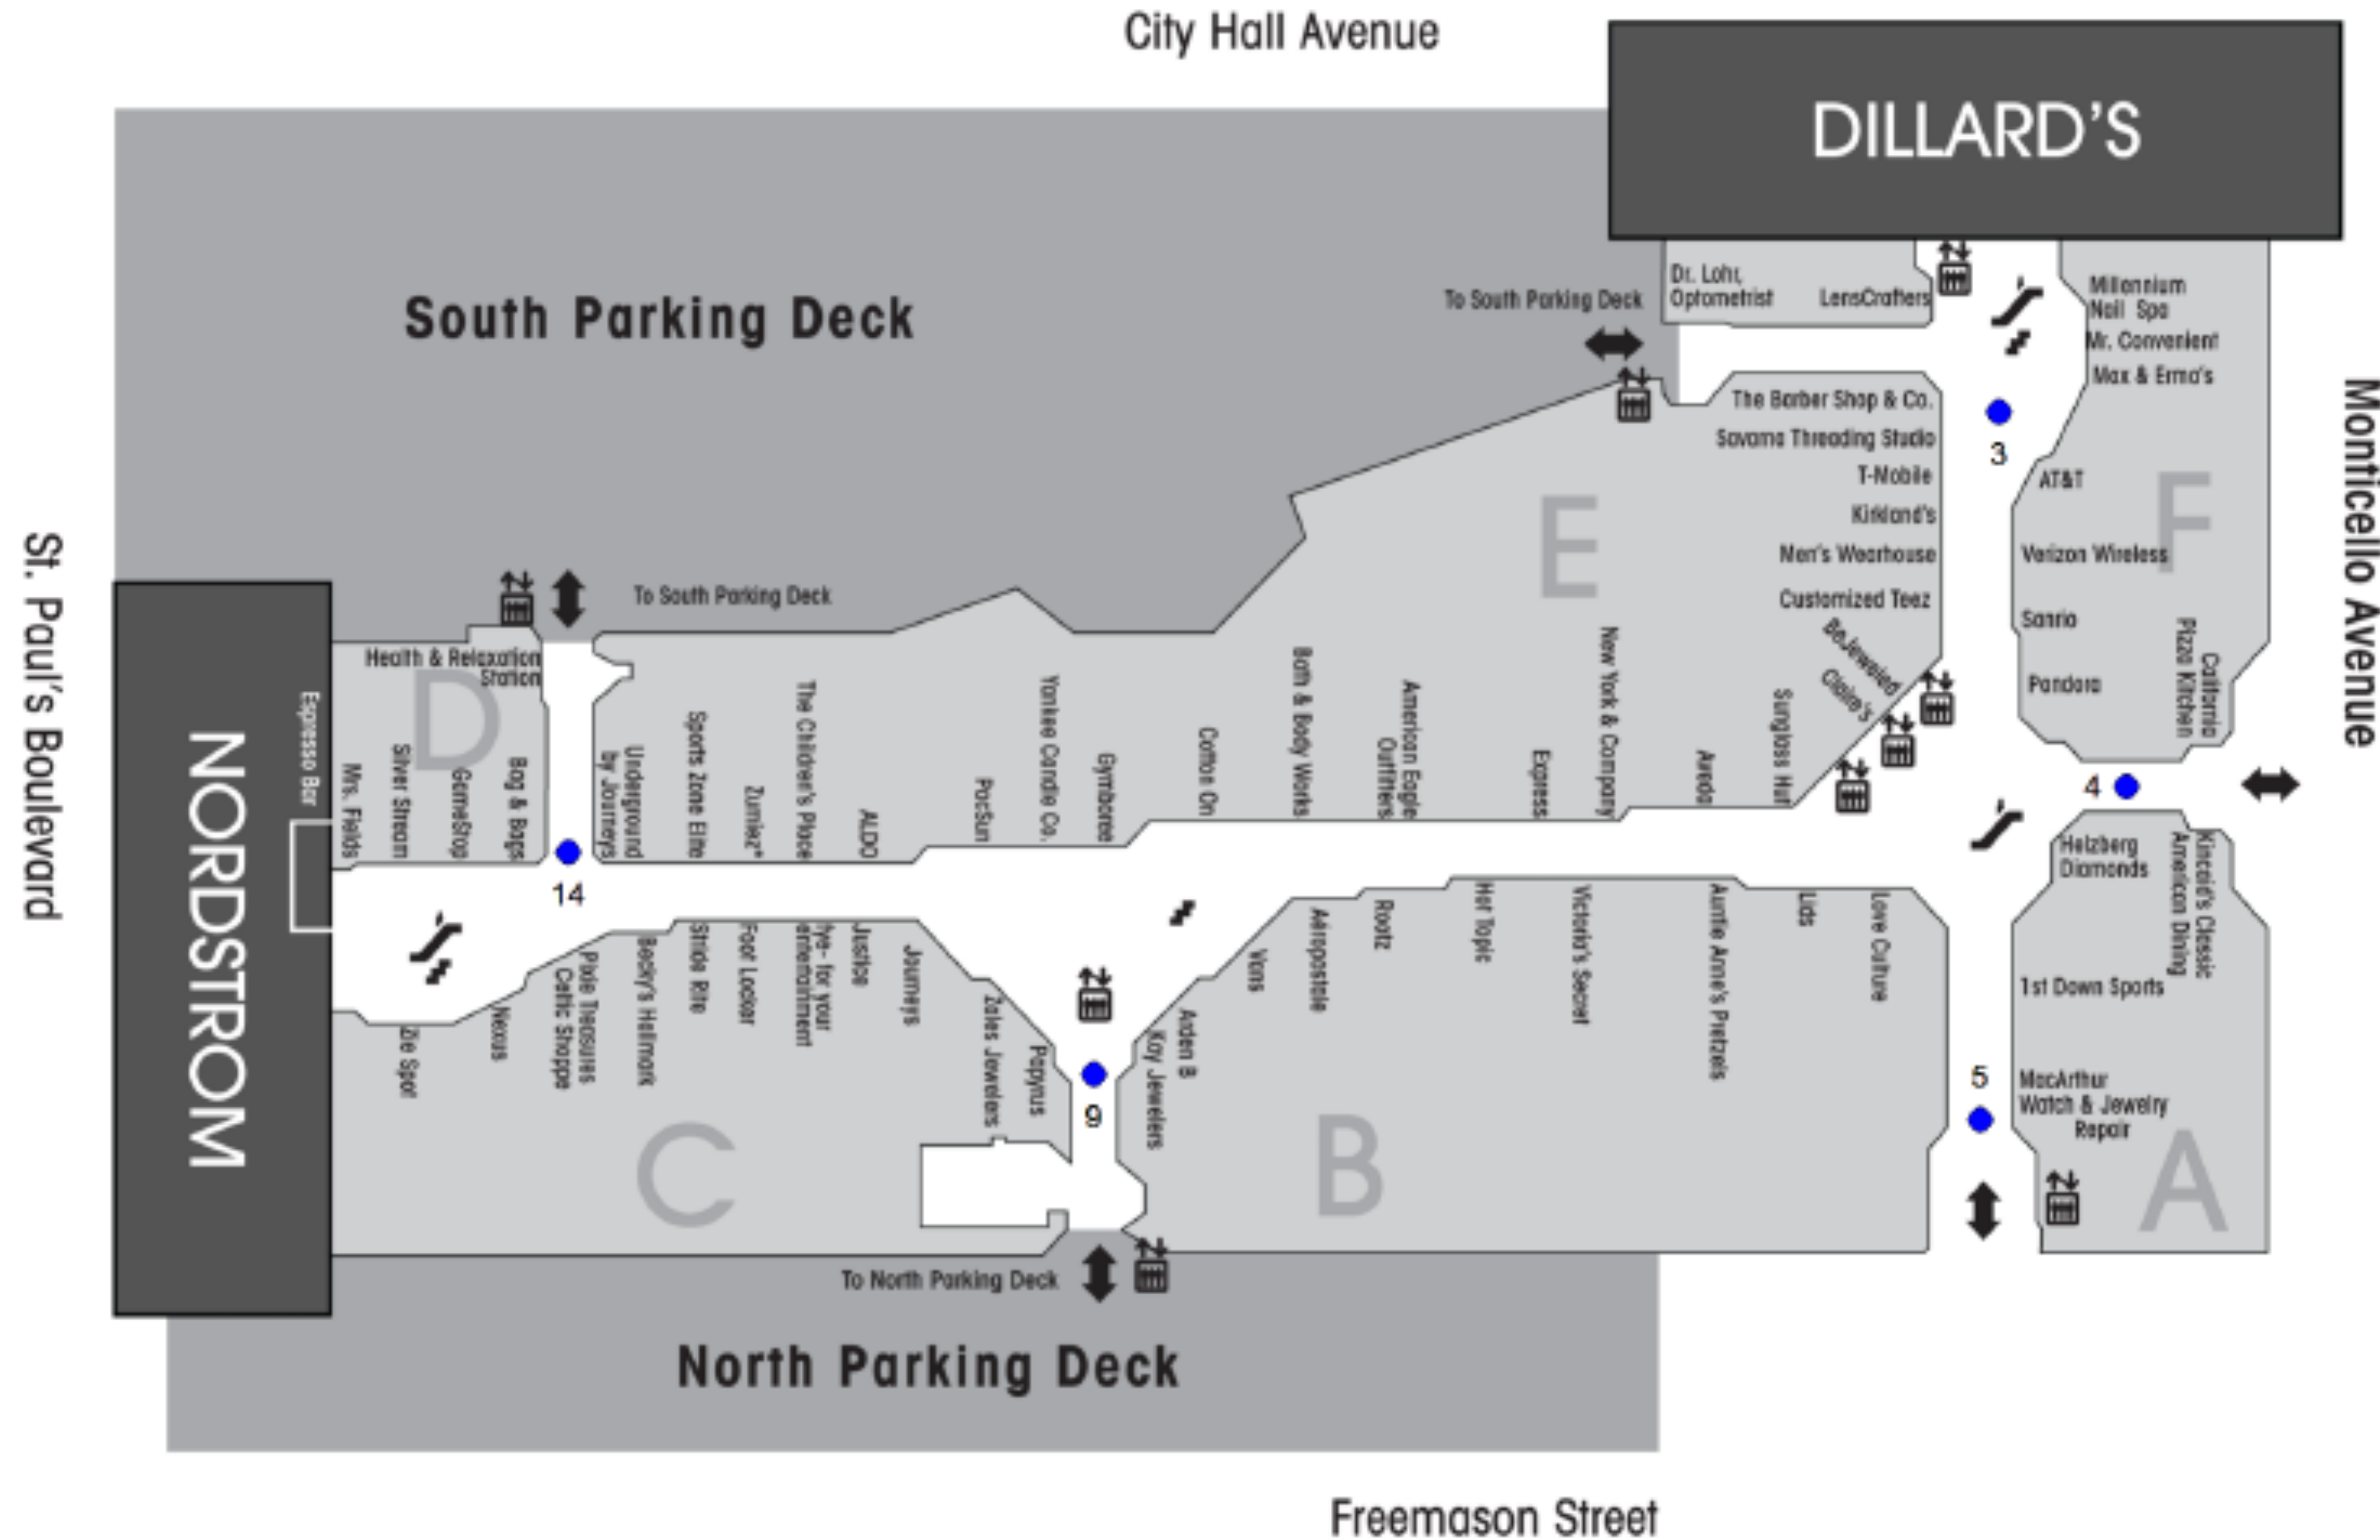 City Hall Avenue
DILLARD'S
South Parking Deck
To South Parking Deck
Dr. Lohr,
Optometrist
LensCrafters
Millennium
Nail Spa
Mr. Convenient
Max & Erma's
The Barber Shop & Co.
Savama Threading Studio
T-Mobile
Kirkland's
Men's Wearhouse
Customized Teez
BeJeweled
Claire's
3
AT&T
F
Verizon Wireless
Sanrio
Pandora
California
Pizza Kitchen
Monticello Avenue
St. Paul's Boulevard
NORDSTROM
Espresso Bar
To South Parking Deck
Health & Relaxation
Station
D
Mrs. Fields
Silver Stream
GameStop
Bag & Bags
14
E
Underground
by Journeys
Sports Zone Elite
Zumiez*
The Children's Place
ALDO
PacSun
Yankee Candle Co.
Gymboree
Cotton On
Bath & Body Works
American Eagle
Outfitters
Express
New York & Company
Aveda
Sunglass Hut
4
Helzberg
Diamonds
Kincaid's Classic
American Dining
1st Down Sports
5
MacArthur
Watch & Jewelry
Repair
A
Zie Spot
Nexus
Pixie Treasures
Celtic Shoppe
Becky's Hallmark
Stride Rite
Foot Locker
fye- for your
entertainment
Justice
Journeys
Zales Jewelers
Papyrus
C
9
Arden B
Kay Jewelers
Vans
Aéropostale
Rootz
Hot Topic
Victoria's Secret
Auntie Anne's Pretzels
Lids
Love Culture
B
To North Parking Deck
North Parking Deck
Freemason Street